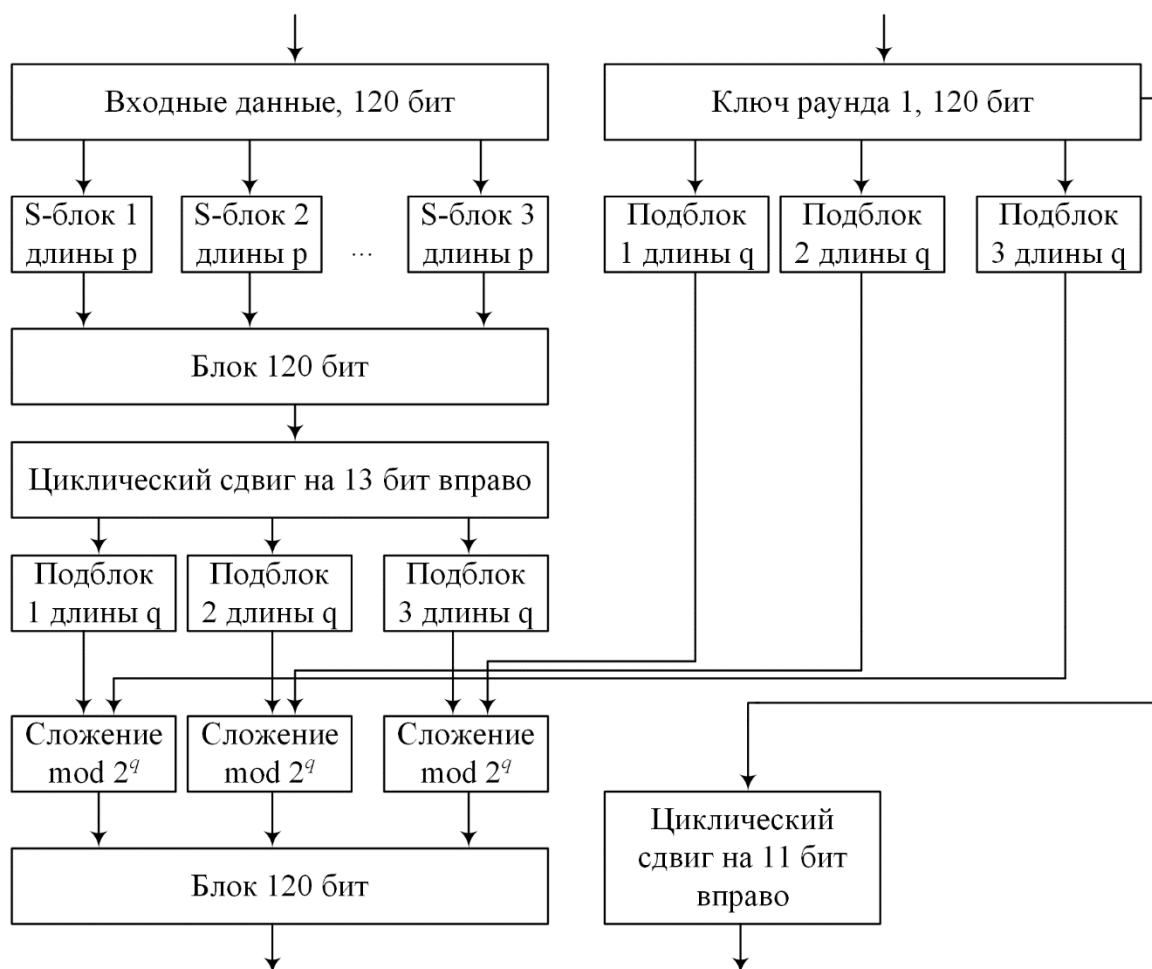 Входные данные, 120 бит
Ключ раунда 1, 120 бит
S-блок 1
длины p
S-блок 2
длины p
...
S-блок 3
длины p
Подблок
1 длины q
Подблок
2 длины q
Подблок
3 длины q
Блок 120 бит
Циклический сдвиг на 13 бит вправо
Подблок
1 длины q
Подблок
2 длины q
Подблок
3 длины q
Сложение
mod 2^q
Сложение
mod 2^q
Сложение
mod 2^q
Циклический
сдвиг на 11 бит
вправо
Блок 120 бит